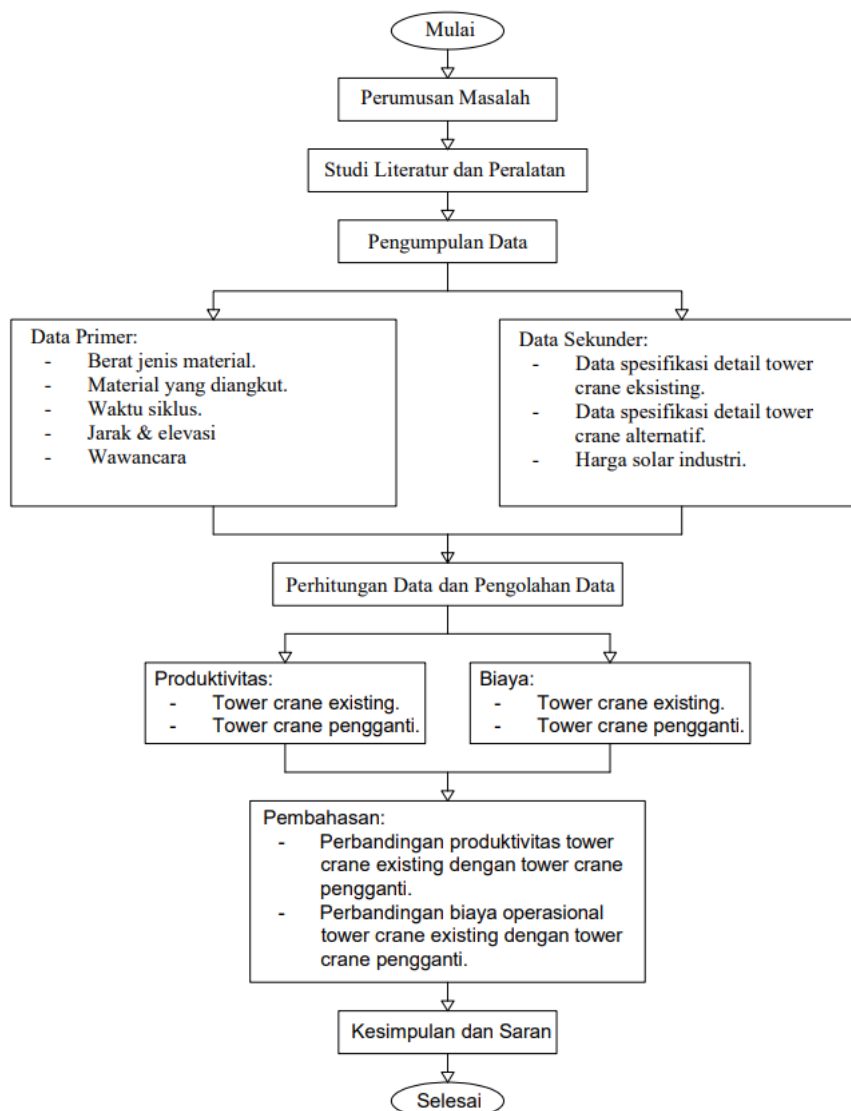 Mulai
Perumusan Masalah
Studi Literatur dan Peralatan
Pengumpulan Data
Data Primer:
- Berat jenis material.
- Material yang diangkut.
- Waktu siklus.
- Jarak & elevasi
- Wawancara
Data Sekunder:
- Data spesifikasi detail tower
crane eksisting.
- Data spesifikasi detail tower
crane alternatif.
- Harga solar industri.
Perhitungan Data dan Pengolahan Data
Produktivitas:
- Tower crane existing.
- Tower crane pengganti.
Biaya:
- Tower crane existing.
- Tower crane pengganti.
Pembahasan:
- Perbandingan produktivitas tower
crane existing dengan tower crane
pengganti.
- Perbandingan biaya operasional
tower crane existing dengan tower
crane pengganti.
Kesimpulan dan Saran
Selesai